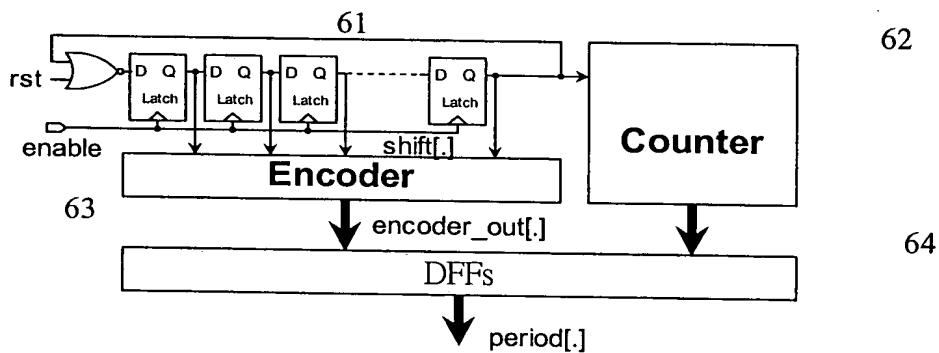 61
62
rst
D Q
Latch
D Q
Latch
D Q
Latch
D Q
Latch
enable
shift[.]
Counter
Encoder
63
encoder_out[.]
64
DFFs
period[.]